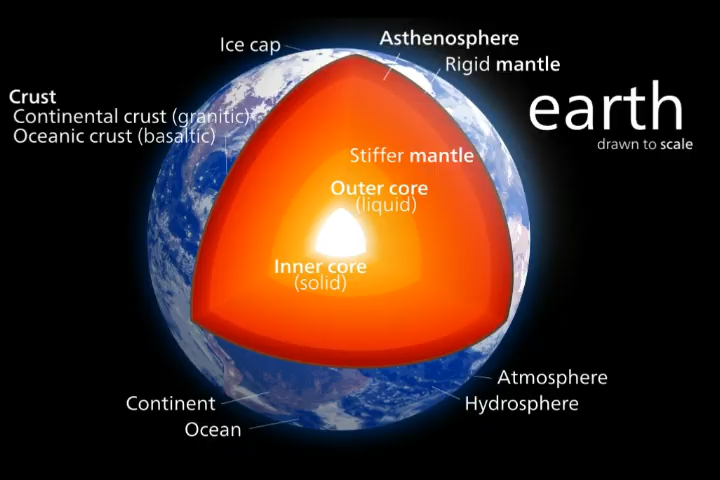 Ice cap
Asthenosphere
Rigid mantle
Crust
Continental crust (granitic)
Oceanic crust (basaltic)
earth
drawn to scale
Stiffer mantle
Outer core
(liquid)
Inner core
(solid)
Atmosphere
Continent
Hydrosphere
Ocean